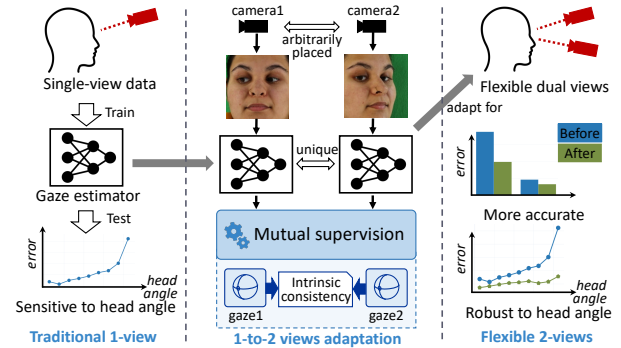 Single-view data
Train
Gaze estimator
Test
error
head
angle
Sensitive to head angle
Traditional 1-view
camera1
camera2
arbitrarily
placed
unique
Mutual supervision
Intrinsic
consistency
gaze1
gaze2
1-to-2 views adaptation
Flexible dual views
adapt for
Before
After
error
More accurate
error
head
angle
Robust to head angle
Flexible 2-views